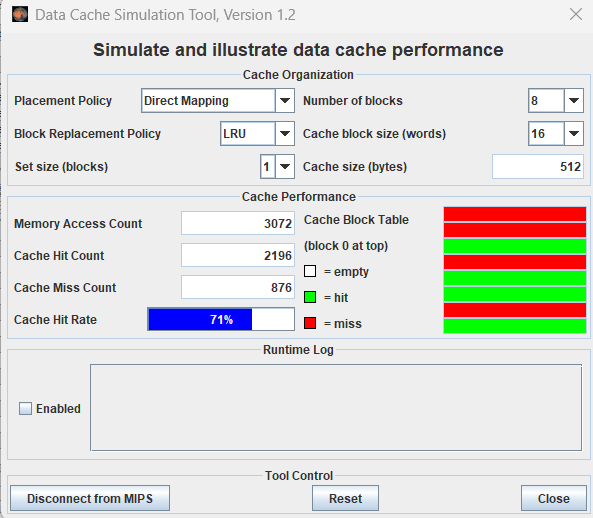 Data Cache Simulation Tool, Version 1.2
Simulate and illustrate data cache performance
Cache Organization
Placement Policy Direct Mapping Number of blocks 8
Block Replacement Policy LRU Cache block size (words) 16
Set size (blocks) 1 Cache size (bytes) 512
Cache Performance
Memory Access Count 3072 Cache Block Table
Cache Hit Count 2196 (block 0 at top)
= empty
Cache Miss Count 876 = hit
Cache Hit Rate 71% = miss
Runtime Log
Enabled
Tool Control
Disconnect from MIPS Reset Close